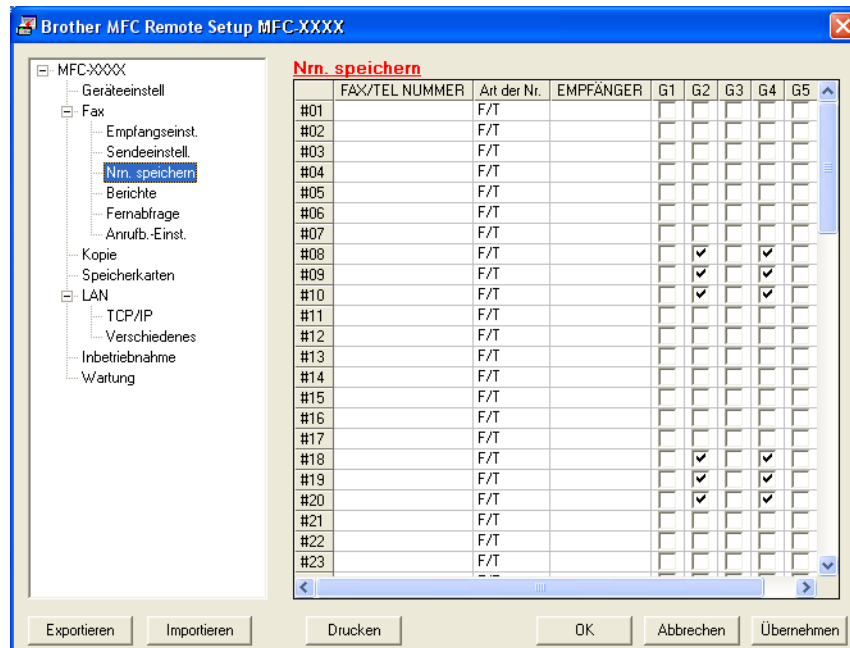 Brother MFC Remote Setup MFC-XXXX
MFC-XXXX
Geräteeinstell
Fax
Empfangseinst.
Sendeeinstell.
Nrn. speichern
Berichte
Fernabfrage
Anrufb.-Einst.
Kopie
Speicherkarten
LAN
TCP/IP
Verschiedenes
Inbetriebnahme
Wartung
Nrn. speichern
FAX/TEL NUMMER Art der Nr. EMPFÄNGER G1 G2 G3 G4 G5
#01 F/T
#02 F/T
#03 F/T
#04 F/T
#05 F/T
#06 F/T
#07 F/T
#08 F/T
#09 F/T
#10 F/T
#11 F/T
#12 F/T
#13 F/T
#14 F/T
#15 F/T
#16 F/T
#17 F/T
#18 F/T
#19 F/T
#20 F/T
#21 F/T
#22 F/T
#23 F/T
Exportieren Importieren Drucken OK Abbrechen Übernehmen